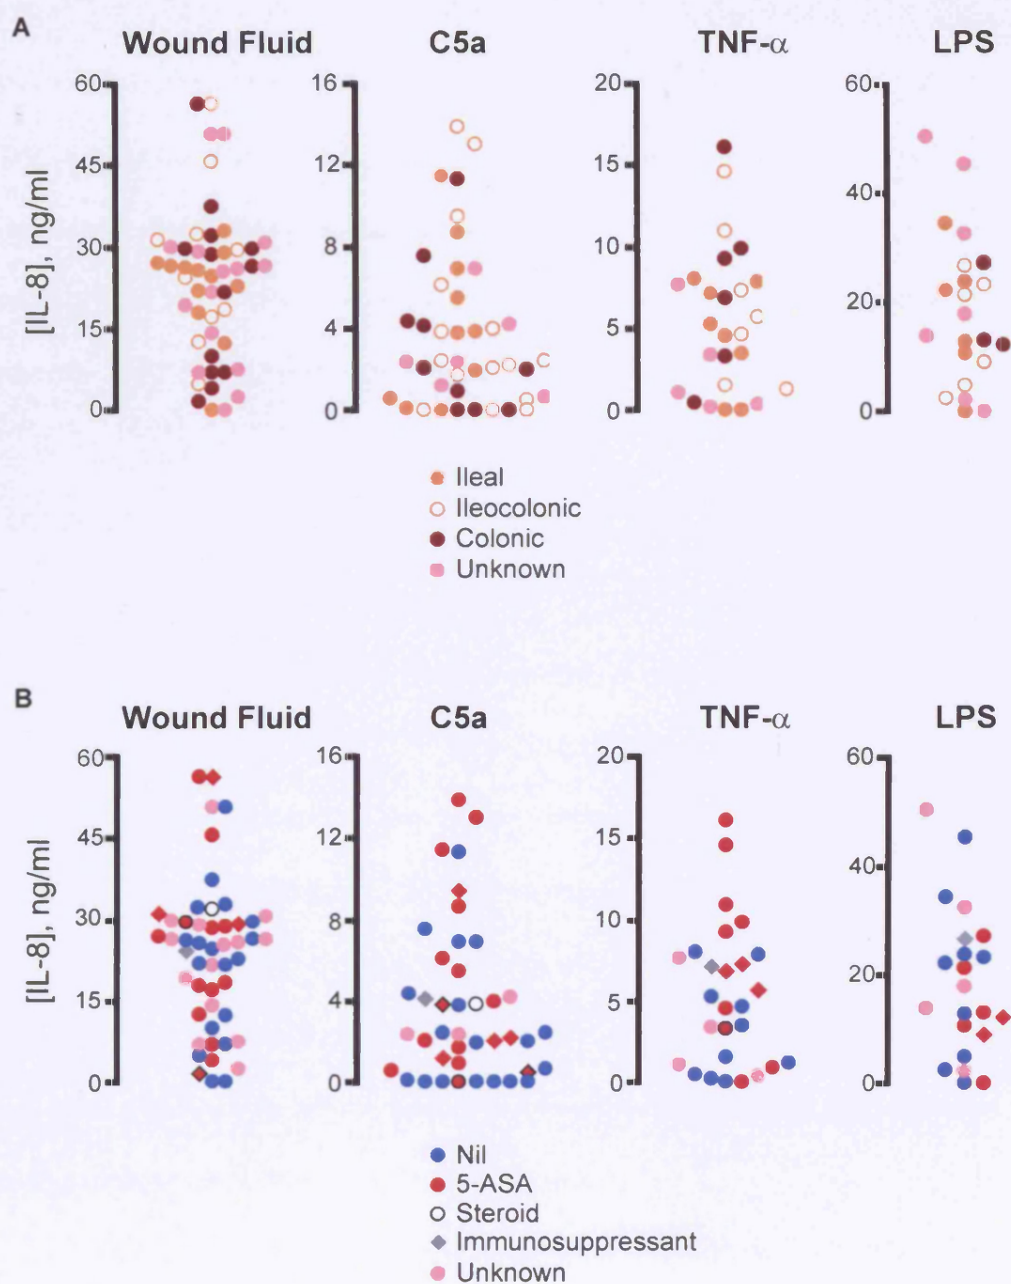 A
Wound Fluid C5a TNF-α LPS
60 16 20 60
45 12 15 40
30 8 10 20
15 4 5
0 0 0 0
[IL-8], ng/ml
Ileal
Ileocolonic
Colonic
Unknown
B
Wound Fluid C5a TNF-α LPS
60 16 20 60
45 12 15 40
30 8 10 20
15 4 5
0 0 0 0
[IL-8], ng/ml
Nil
5-ASA
Steroid
Immunosuppressant
Unknown